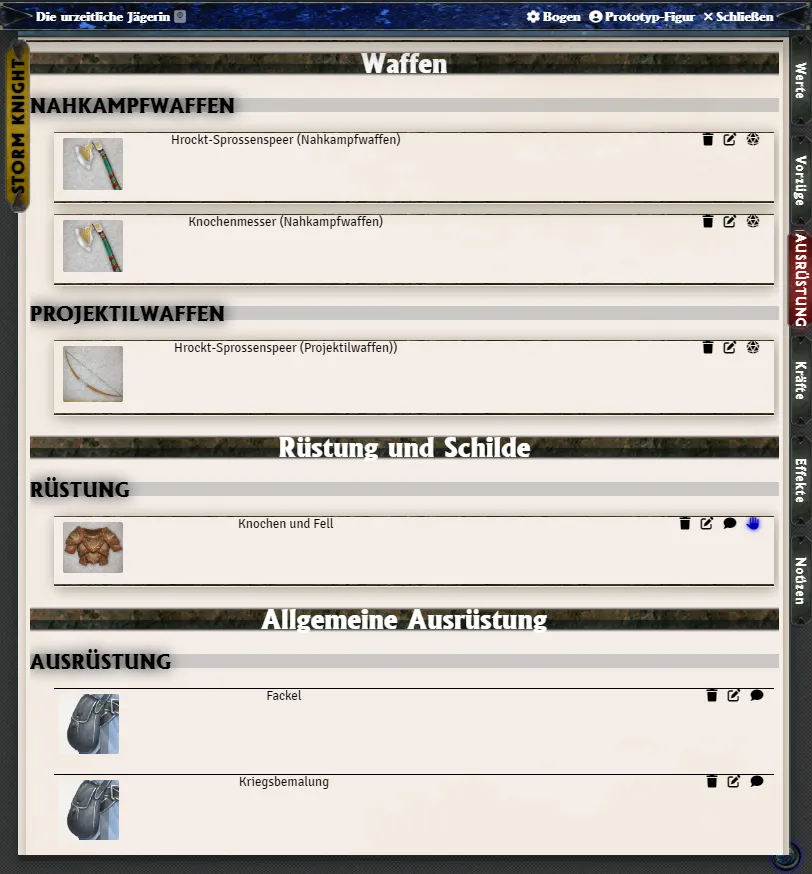 Die urzeitliche Jägerin
Bogen Prototyp-Figur Schließen
STORM KNIGHT
Waffen
NAHKAMPFWAFFEN
Hrockt-Sprossenspeer (Nahkampfwaffen)
Knochenmesser (Nahkampfwaffen)
PROJEKTILWAFFEN
Hrockt-Sprossenspeer (Projektilwaffen))
Rüstung und Schilde
RÜSTUNG
Knochen und Fell
Allgemeine Ausrüstung
AUSRÜSTUNG
Fackel
Kriegsbemalung
Werte
Vorzüge
AUSRÜSTUNG
Kräfte
Effekte
Notizen